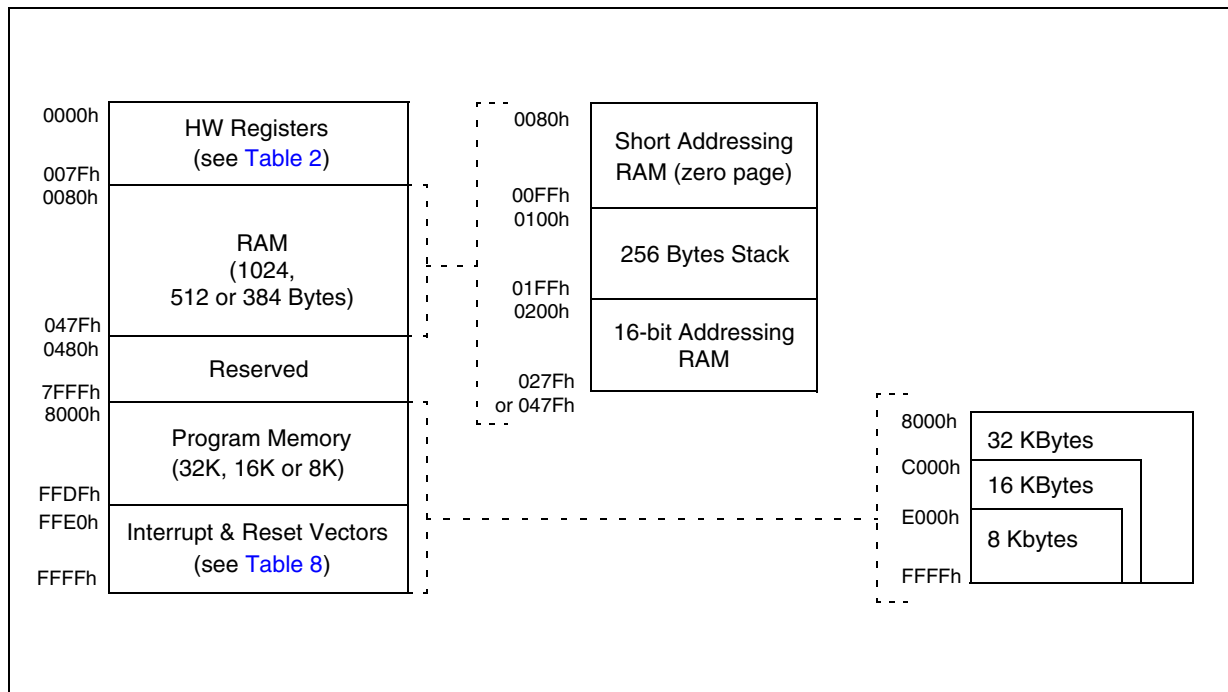 0000h
HW Registers
(see Table 2)
007Fh
0080h
RAM
(1024,
512 or 384 Bytes)
047Fh
0480h
Reserved
7FFFh
8000h
Program Memory
(32K, 16K or 8K)
FFDFh
FFE0h
Interrupt & Reset Vectors
(see Table 8)
FFFFh
0080h
Short Addressing
RAM (zero page)
00FFh
0100h
256 Bytes Stack
01FFh
0200h
16-bit Addressing
RAM
027Fh
or 047Fh
8000h
32 KBytes
C000h
16 KBytes
E000h
8 Kbytes
FFFFh